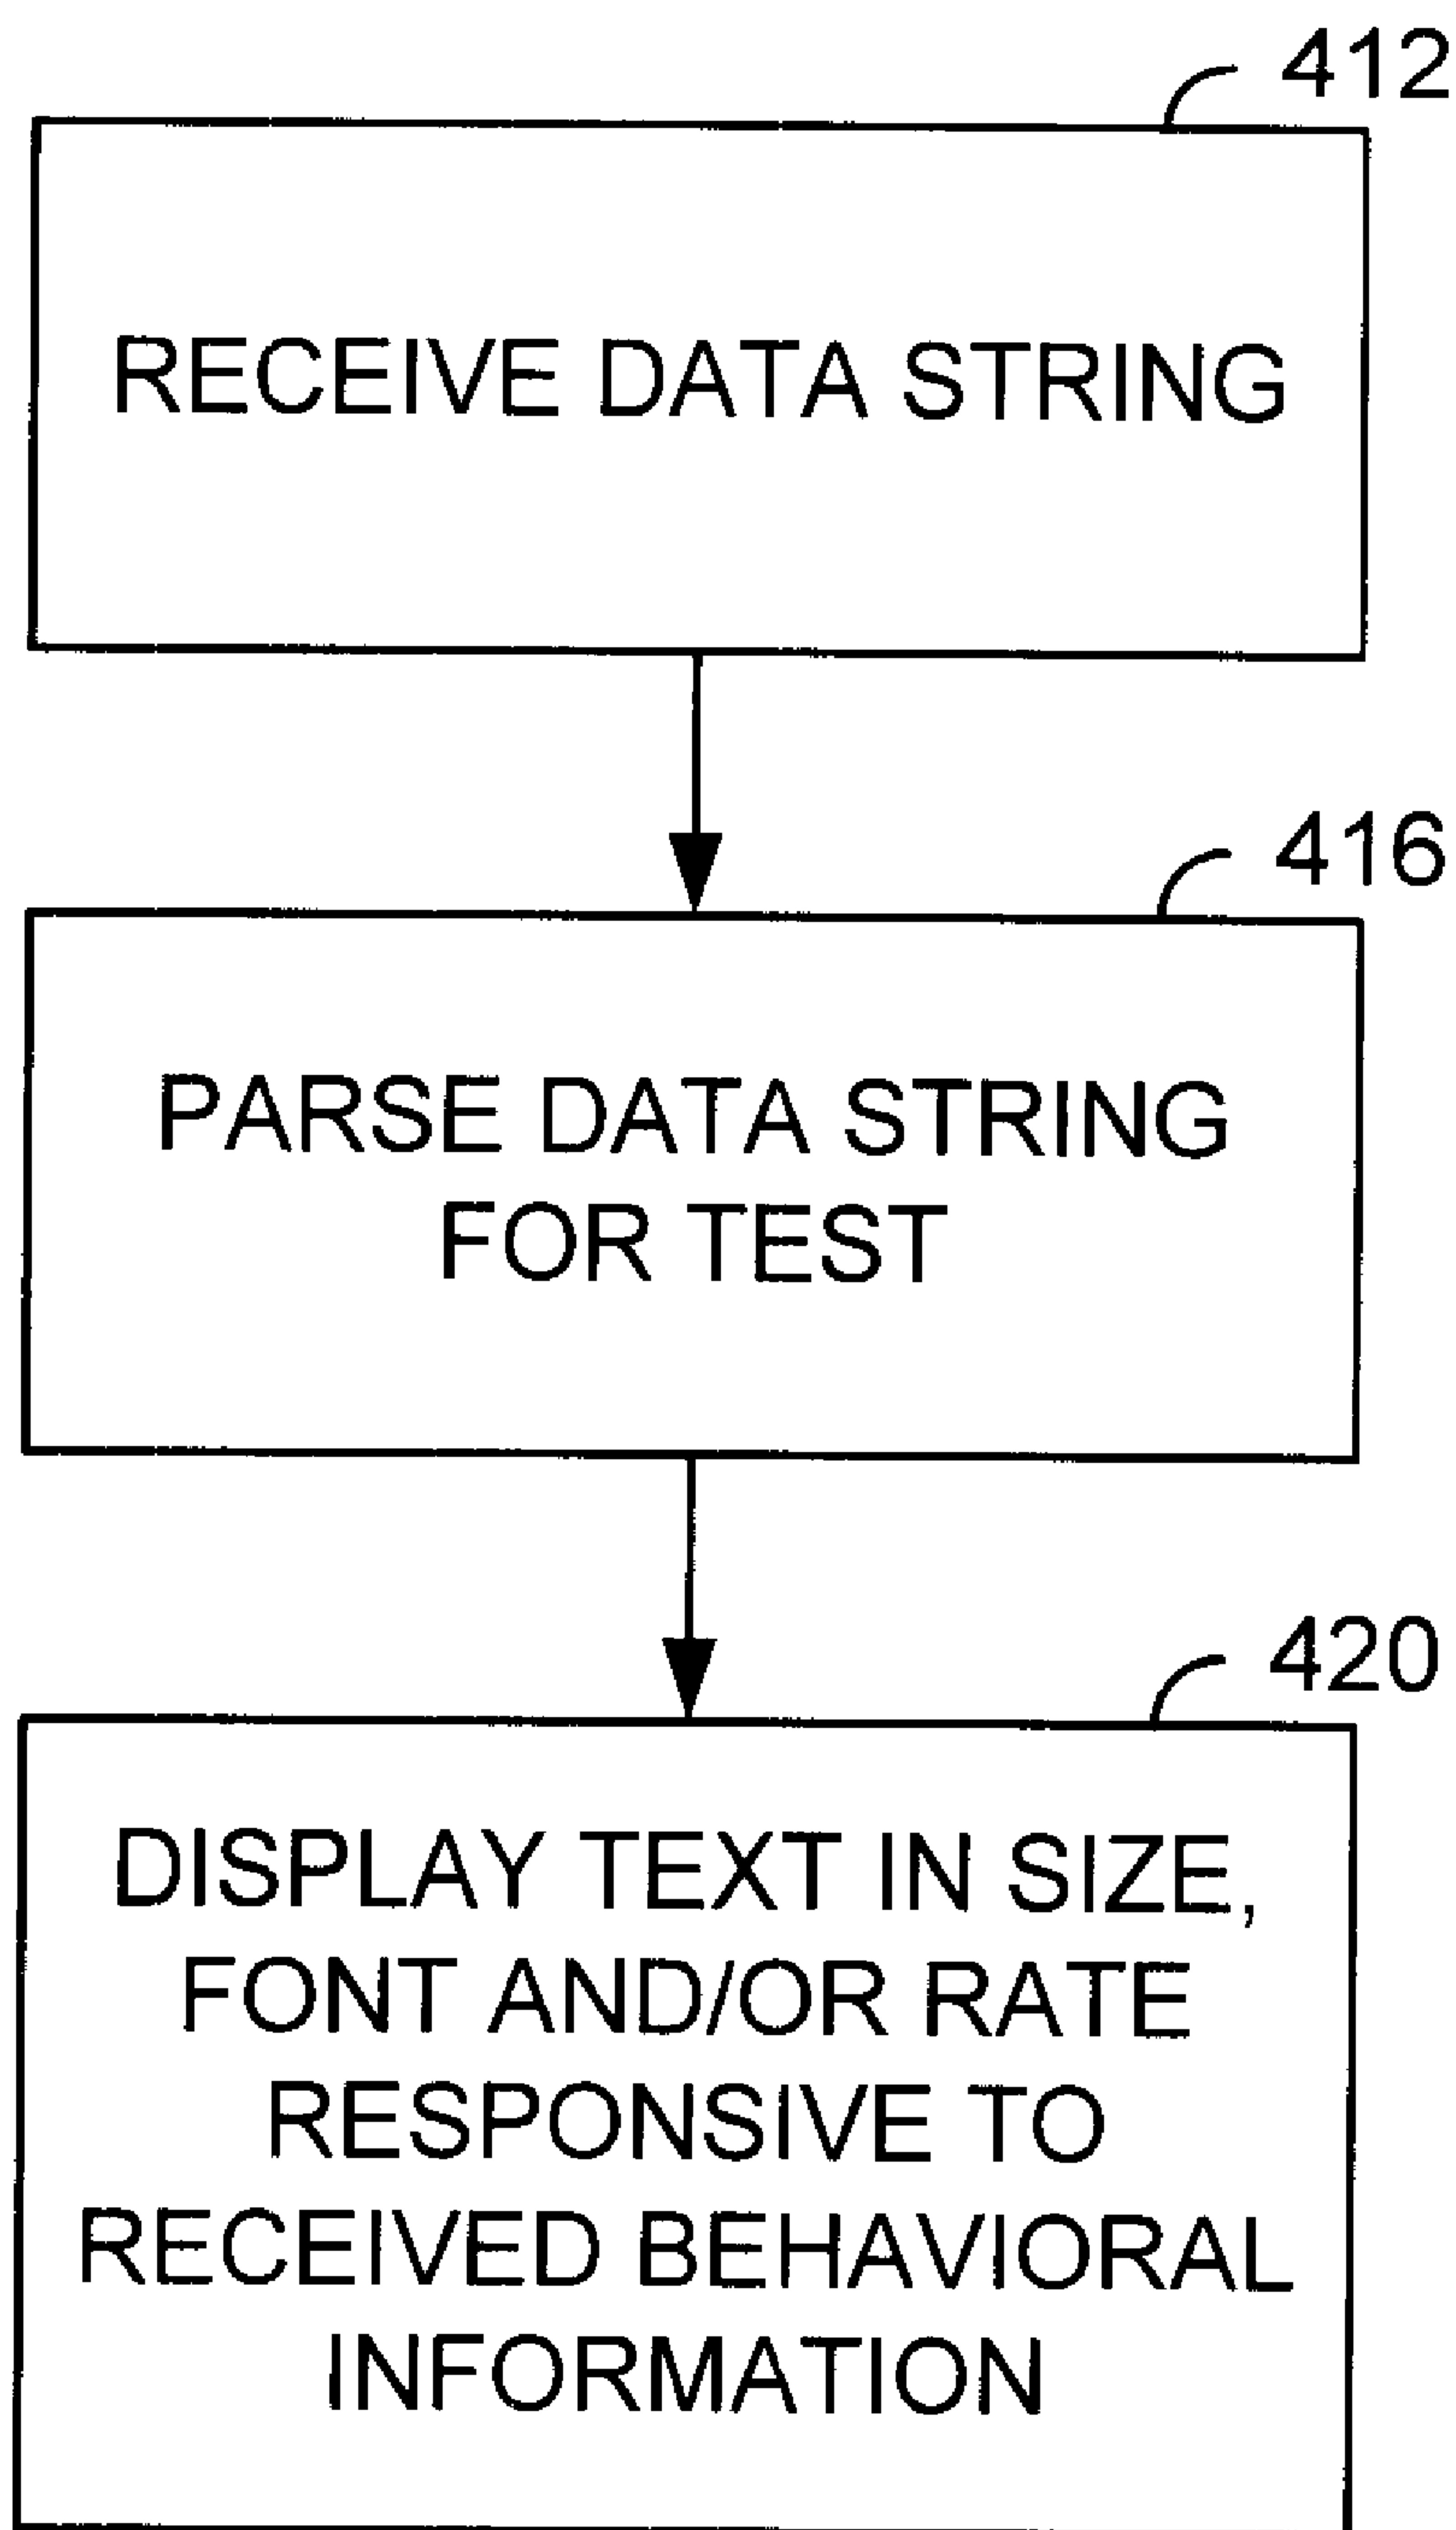 412
RECEIVE DATA STRING
416
PARSE DATA STRING
FOR TEST
420
DISPLAY TEXT IN SIZE,
FONT AND/OR RATE
RESPONSIVE TO
RECEIVED BEHAVIORAL
INFORMATION